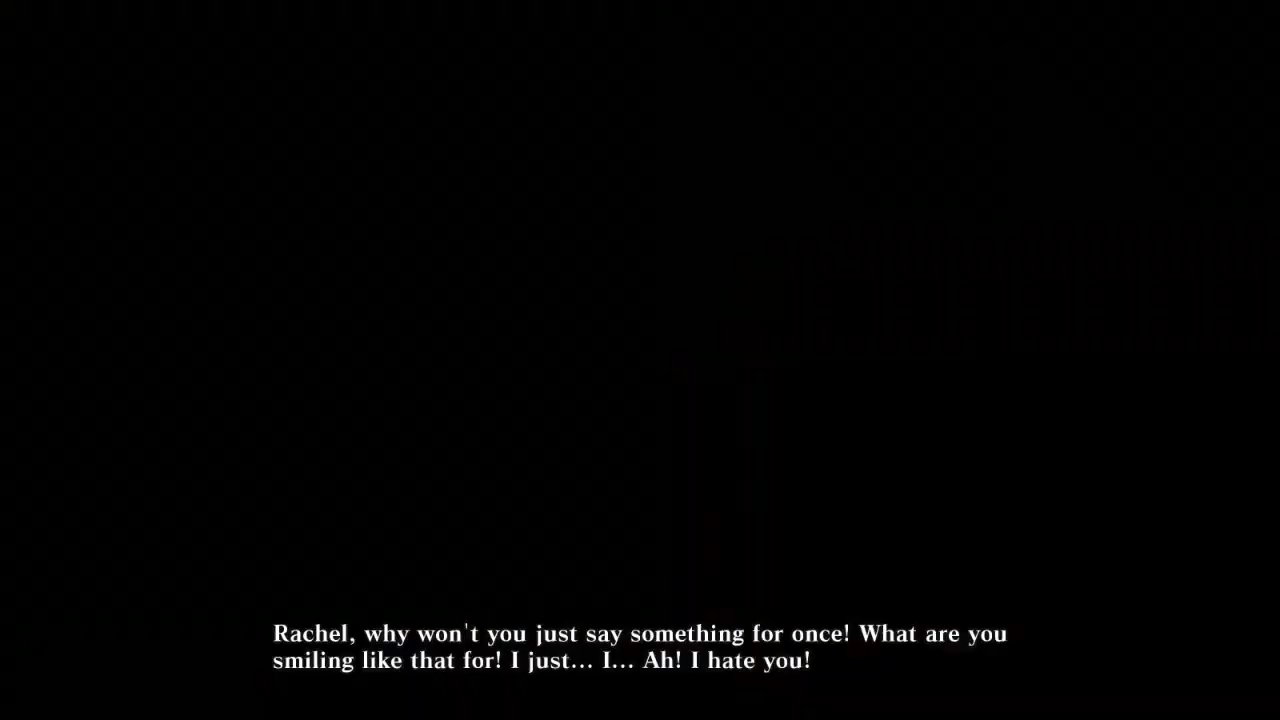 Rachel, why won't you just say something for once! What are you
smiling like that for! I just... I... Ah! I hate you!